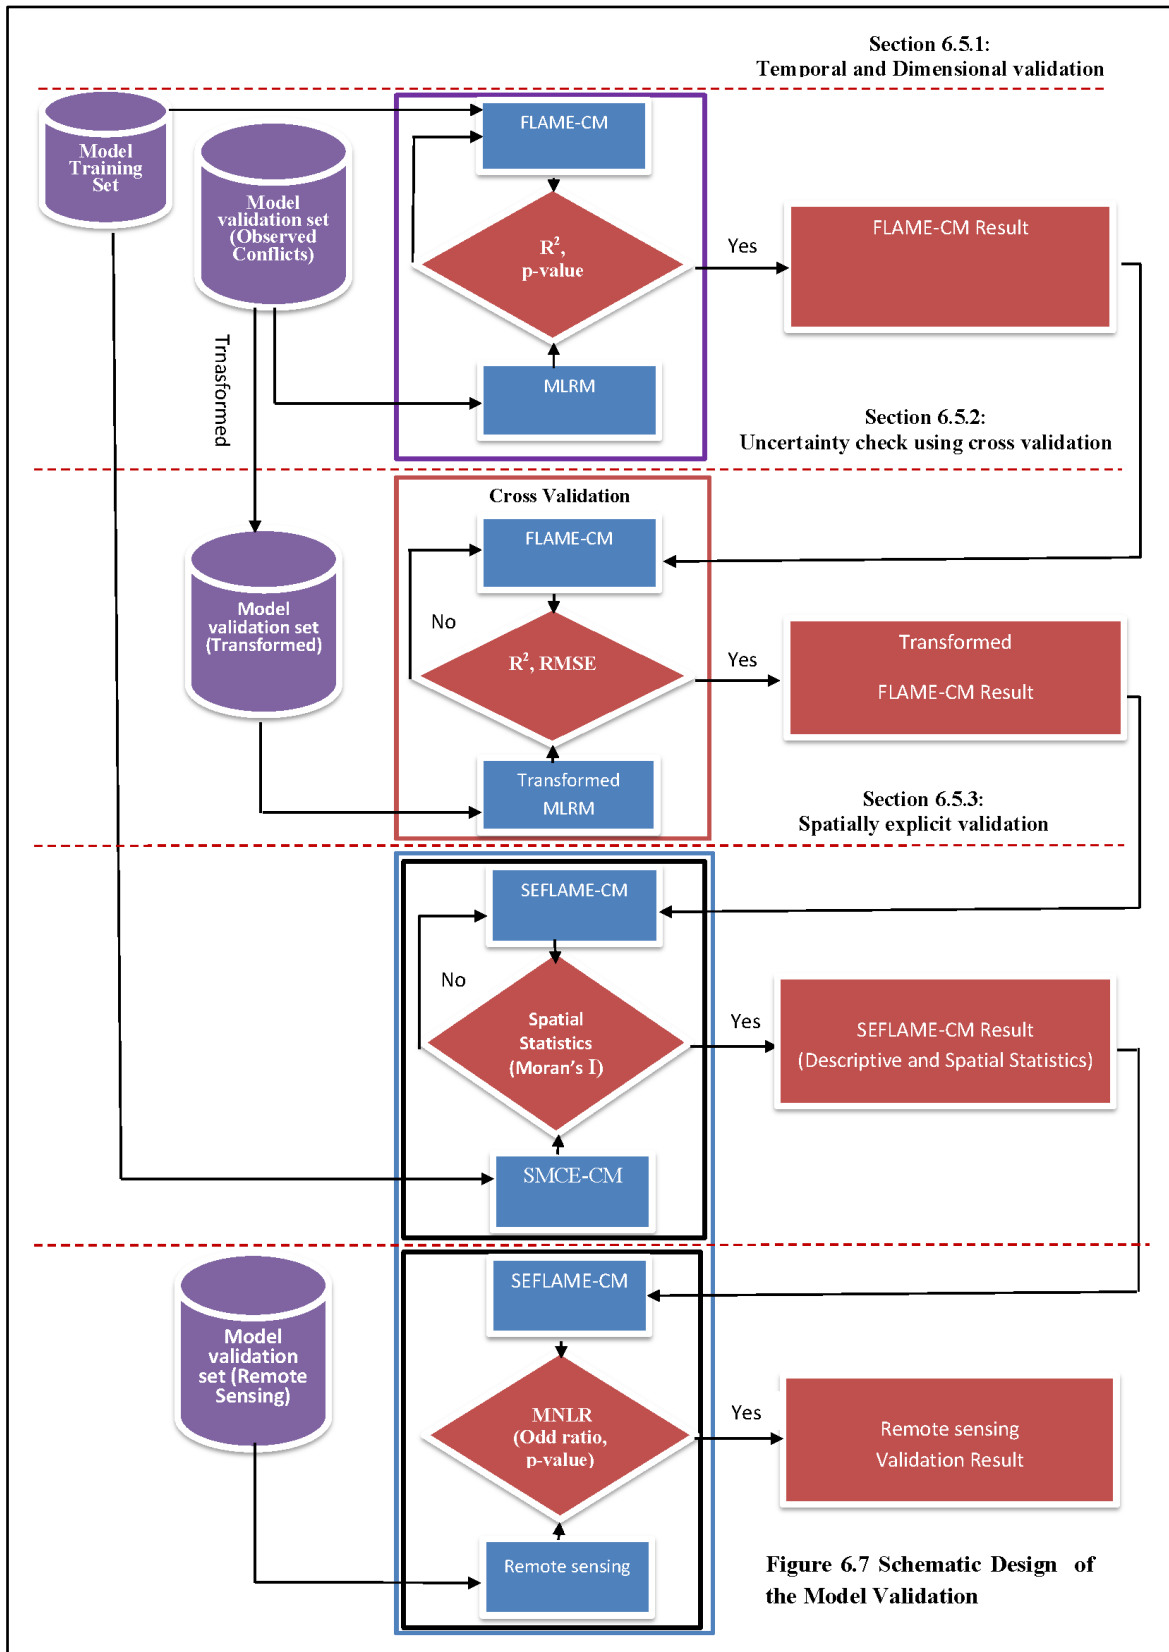 Section 6.5.1:
Temporal and Dimensional validation
Model
Training
Set
Model
validation set
(Observed
Conflicts)
FLAME-CM
R², 
p-value
Yes
FLAME-CM Result
MLRM
Trnasformed
Section 6.5.2:
Uncertainty check using cross validation
Cross Validation
FLAME-CM
Model
validation set
(Transformed)
No
R², RMSE
Yes
Transformed
FLAME-CM Result
Transformed
MLRM
Section 6.5.3:
Spatially explicit validation
SEFLAME-CM
No
Spatial
Statistics
(Moran's I)
Yes
SEFLAME-CM Result
(Descriptive and Spatial Statistics)
SMCE-CM
SEFLAME-CM
Model
validation
set (Remote
Sensing)
MNLR
(Odd ratio,
p-value)
Yes
Remote sensing
Validation Result
Remote sensing
Figure 6.7 Schematic Design of
the Model Validation